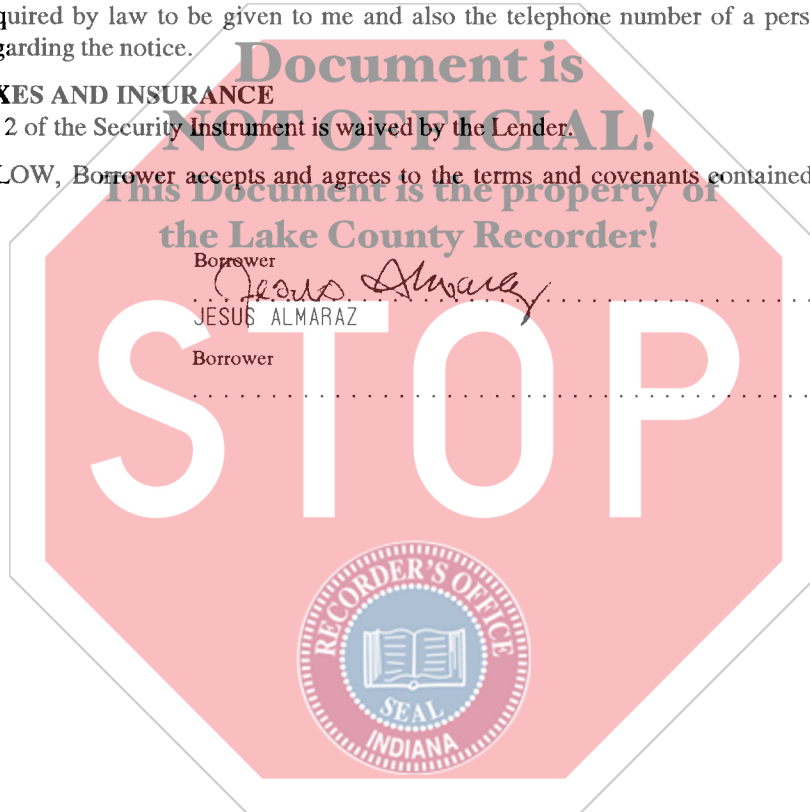 quired by law to be given to me and also the telephone number of a pers
garding the notice.
Document is
XES AND INSURANCE
2 of the Security Instrument is waived by the Lender.
NOT OFFICIAL!
LOW, Borrower accepts and agrees to the terms and covenants contained
This Document is the property of
the Lake County Recorder!
Borrower
Jesus Almaraz
JESUS ALMARAZ
Borrower
STOP
RECORDER'S OFFICE
SEAL
INDIANA